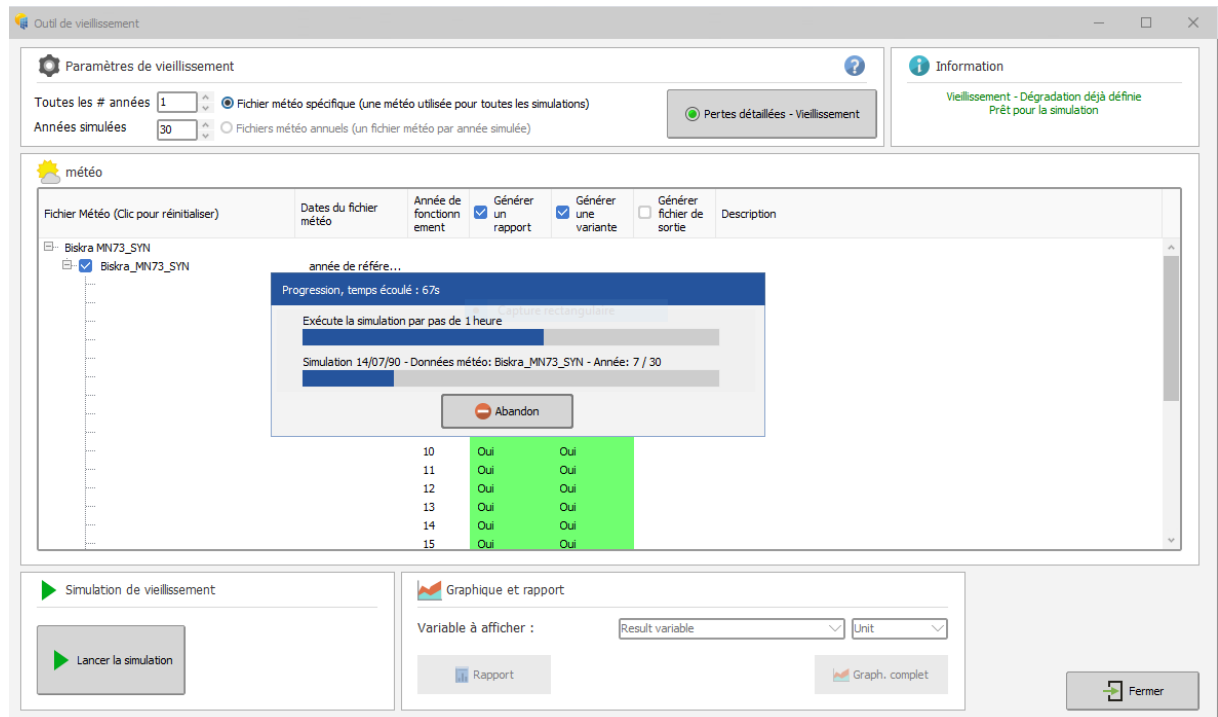 Outil de vieillissement
Paramètres de vieillissement
Toutes les # années 1
Fichier météo spécifique (une météo utilisée pour toutes les simulations)
Années simulées 30
Fichiers météo annuels (un fichier météo par année simulée)
Pertes détaillées - Vieillissement
Information
Vieillissement - Dégradation déjà définie
Prêt pour la simulation
météo
Fichier Météo (Clic pour réinitialiser)
Dates du fichier
météo
Année de
fonctionn
ement
Générer
un
rapport
Générer
une
variante
Générer
fichier de
sortie
Description
Biskra MN73_SYN
Biskra_MN73_SYN année de référe...
Progression, temps écoulé : 67s
Capture rectangulaire
Exécute la simulation par pas de 1 heure
Simulation 14/07/90 - Données météo: Biskra_MN73_SYN - Année: 7 / 30
Abandon
10 Oui Oui
11 Oui Oui
12 Oui Oui
13 Oui Oui
14 Oui Oui
15 Oui Oui
Simulation de vieillissement
Lancer la simulation
Graphique et rapport
Variable à afficher : Result variable Unit
Rapport
Graph. complet
Fermer